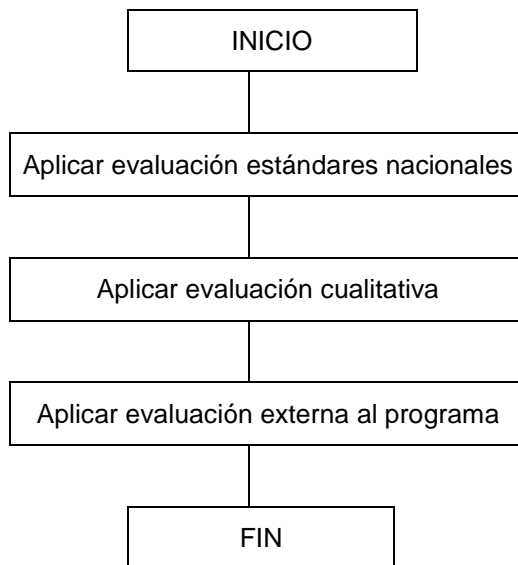 INICIO
Aplicar evaluación estándares nacionales
Aplicar evaluación cualitativa
Aplicar evaluación externa al programa
FIN